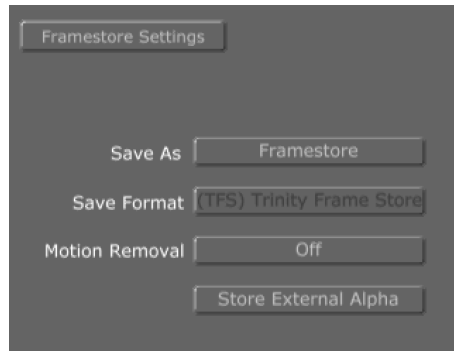 Framestore Settings
Save As Framestore
Save Format (TFS) Trinity Frame Store
Motion Removal Off
Store External Alpha